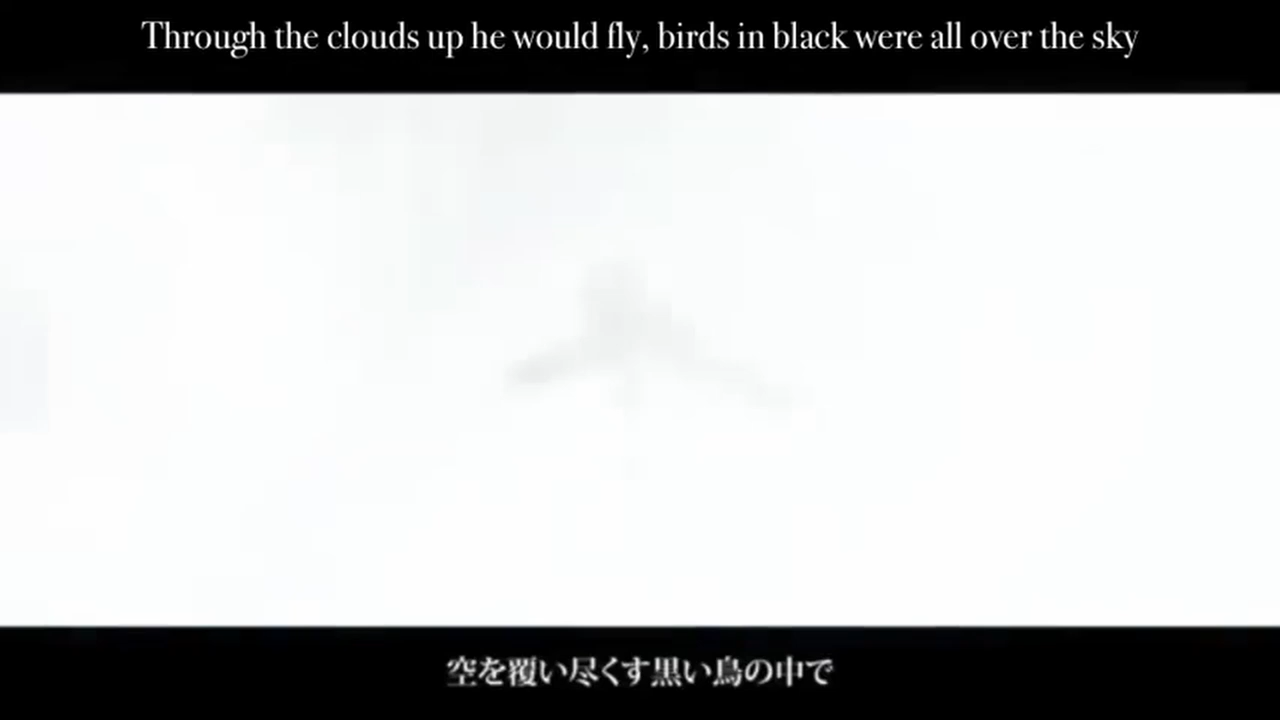 Through the clouds up he would fly, birds in black were all over the sky
空を覆い尽くす黒い鳥の中で